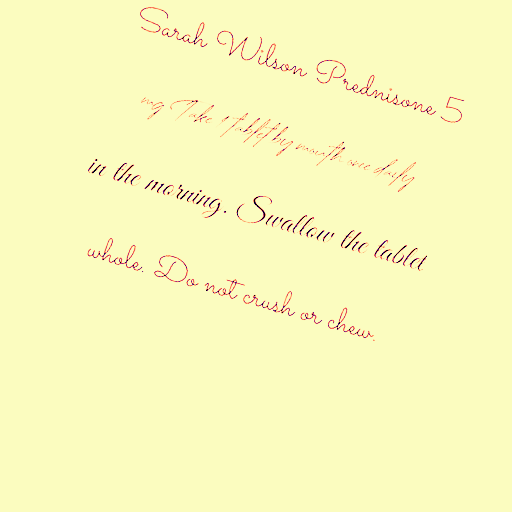 Sarah Wilson Prednisone 5
mg Take 1 tablet by mouth once daily
in the morning. Swallow the tablet
whole. Do not crush or chew.